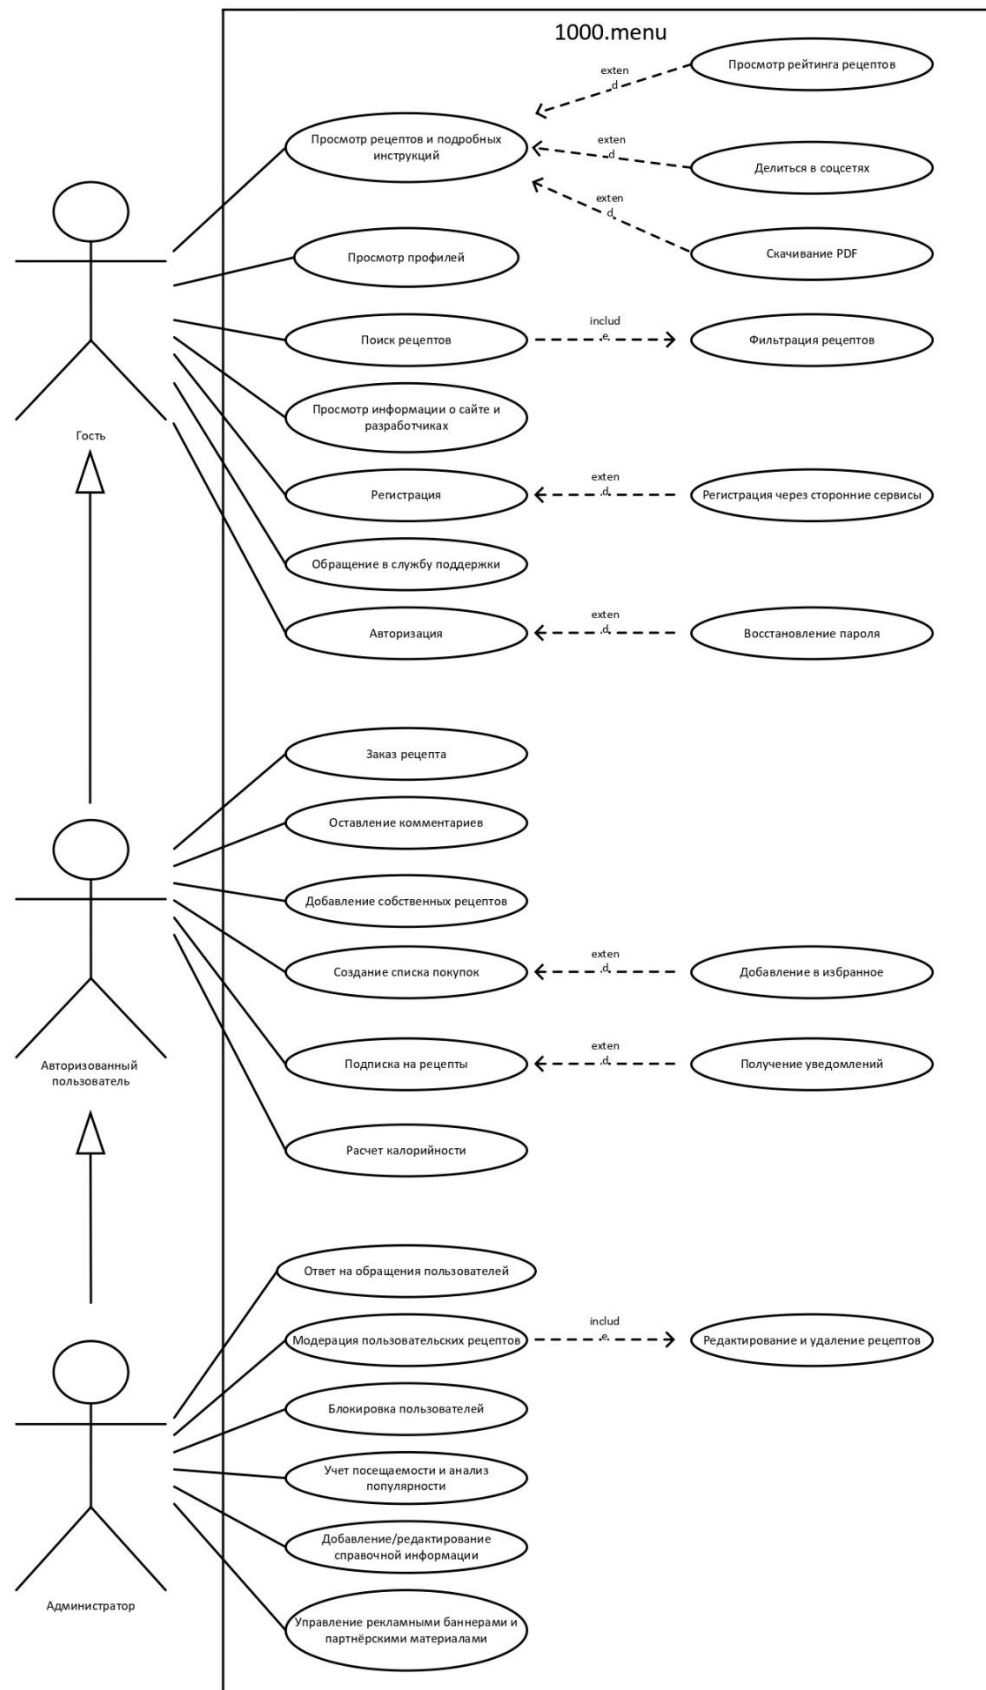 1000.menu
Просмотр рейтинга рецептов
exten
d
Просмотр рецептов и подробных
инструкций
exten
d
Делиться в соцсетях
exten
d
Скачивание PDF
Просмотр профилей
Поиск рецептов
includ
e
Фильтрация рецептов
Просмотр информации о сайте и
разработчиках
Гость
Регистрация
exten
d
Регистрация через сторонние сервисы
Обращение в службу поддержки
Авторизация
exten
d
Восстановление пароля
Заказ рецепта
Оставление комментариев
Добавление собственных рецептов
Создание списка покупок
exten
d
Добавление в избранное
Авторизованный
пользователь
Подписка на рецепты
exten
d
Получение уведомлений
Расчет калорийности
Ответ на обращения пользователей
Модерация пользовательских рецептов
includ
e
Редактирование и удаление рецептов
Блокировка пользователей
Учет посещаемости и анализ
популярности
Добавление/редактирование
справочной информации
Администратор
Управление рекламными баннерами и
партнёрскими материалами